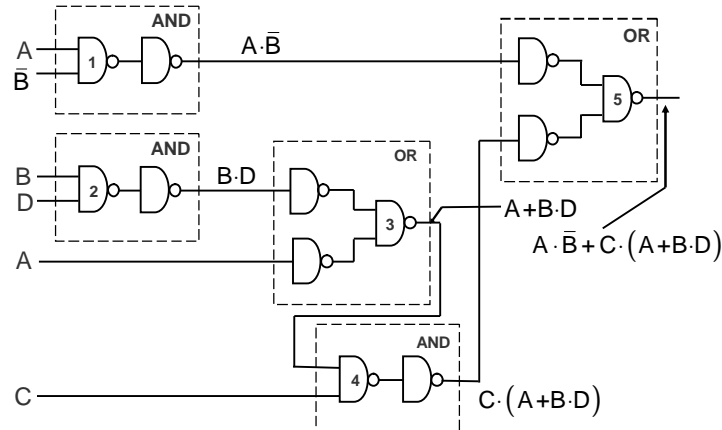 AND
OR
A
B̅
1
A·B̅
5
AND
OR
B
D
2
B·D
3
A+B·D
A·B̅+C·(A+B·D)
A
AND
4
C
C·(A+B·D)